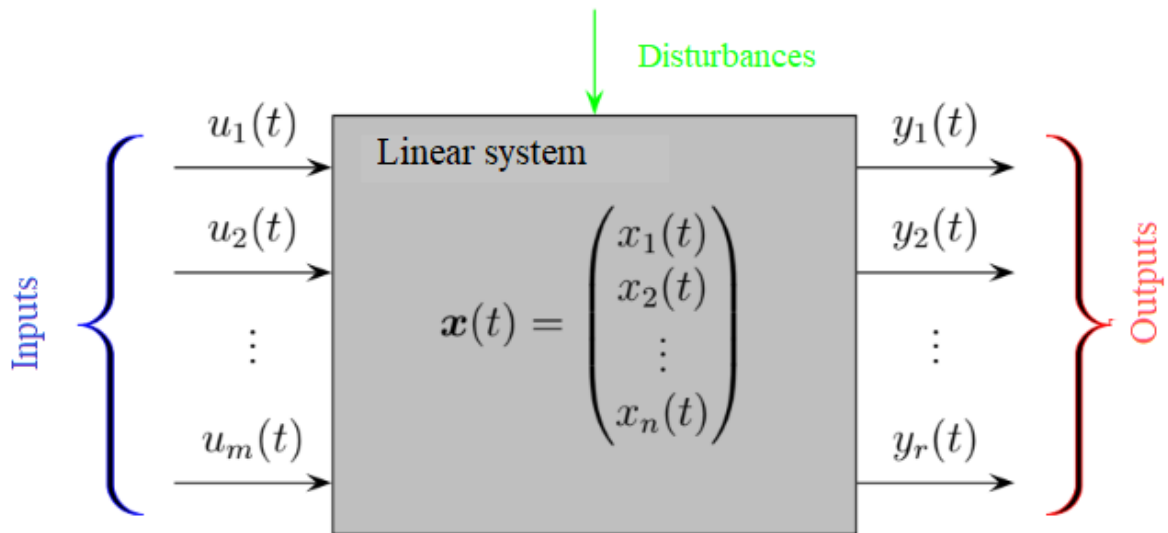 Disturbances
Inputs
u₁(t)
u₂(t)
⋮
uₘ(t)
Linear system
𝒙(t) = (x₁(t)
x₂(t)
⋮
xₙ(t))
y₁(t)
y₂(t)
⋮
yᵣ(t)
Outputs